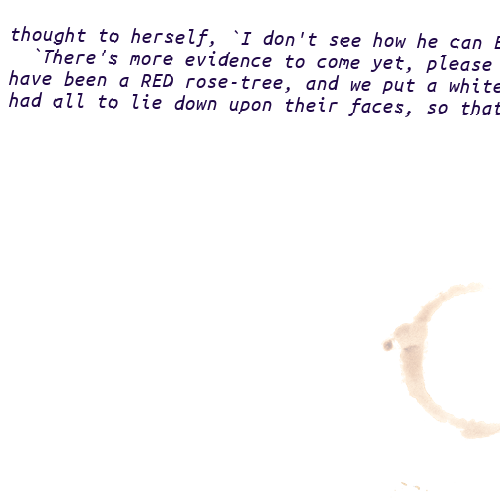 thought to herself, `I don't see how he can
`There's more evidence to come yet, please
have been a RED rose-tree, and we put a white
had all to lie down upon their faces, so that